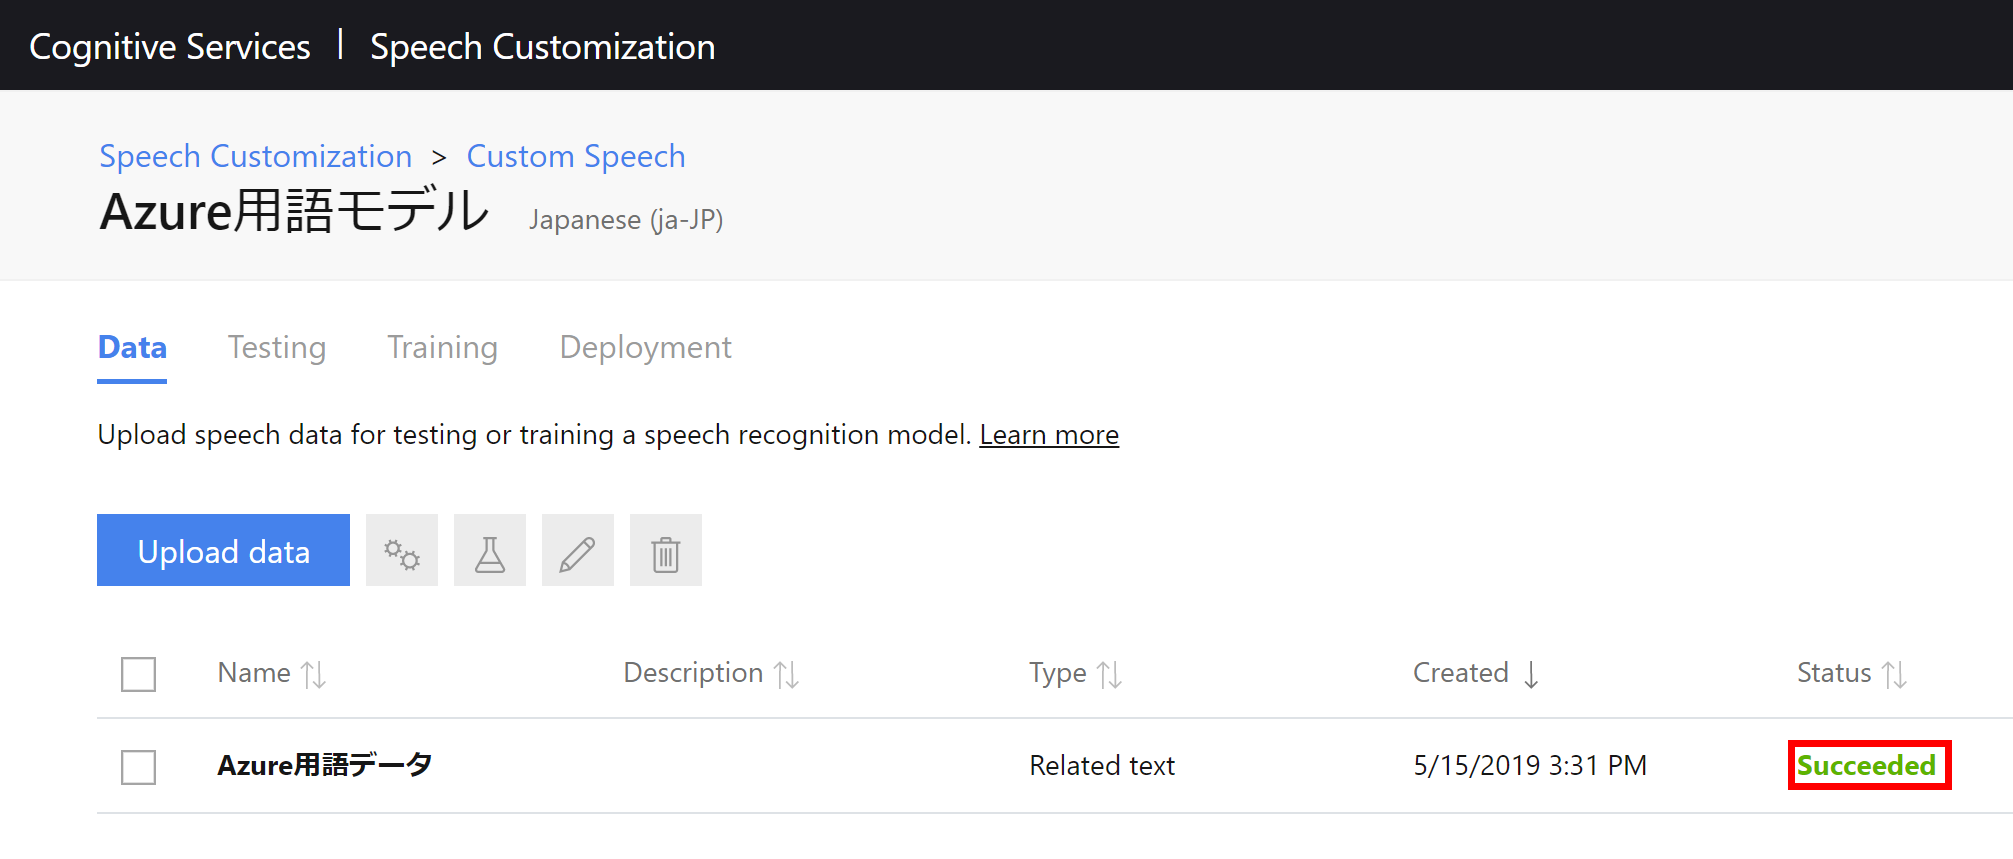 Cognitive Services | Speech Customization
Speech Customization > Custom Speech
Azure用語モデル Japanese (ja-JP)
Data Testing Training Deployment
Upload speech data for testing or training a speech recognition model. Learn more
Upload data
Name Description Type Created Status
Azure用語データ Related text 5/15/2019 3:31 PM Succeeded